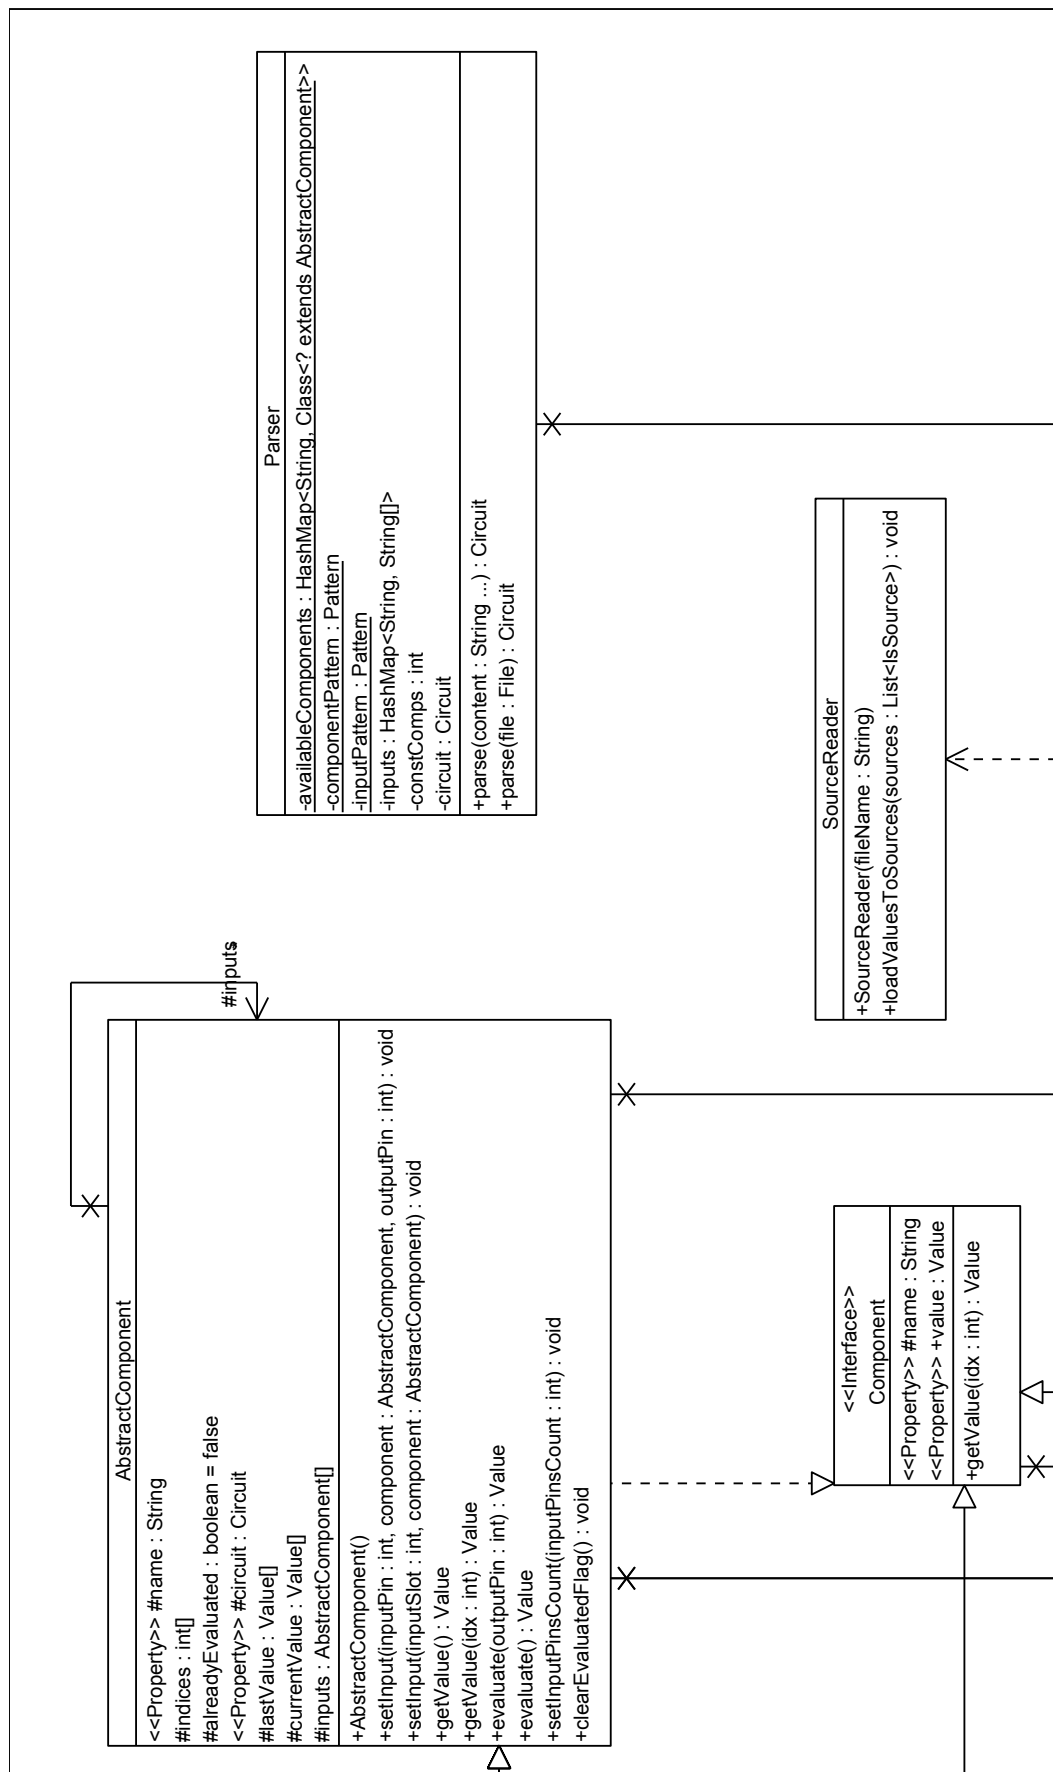 AbstractComponent
<<Property>> #name : String
#indices : int[]
#alreadyEvaluated : boolean = false
<<Property>> #circuit : Circuit
#lastValue : Value[]
#currentValue : Value[]
#inputs : AbstractComponent[]
+AbstractComponent()
+setInput(inputPin : int, component : AbstractComponent, outputPin : int) : void
+setInput(inputSlot : int, component : AbstractComponent) : void
+getValue() : Value
+getValue(idx : int) : Value
+evaluate(outputPin : int) : Value
+evaluate() : Value
+setInputPinsCount(inputPinsCount : int) : void
+clearEvaluatedFlag() : void
#inputs
Parser
-availableComponents : HashMap<String, Class<? extends AbstractComponent>>
-componentPattern : Pattern
-inputPattern : Pattern
-inputs : HashMap<String, String[]>
-constComps : int
-circuit : Circuit
+parse(content : String ...) : Circuit
+parse(file : File) : Circuit
<<Interface>>
Component
<<Property>> #name : String
<<Property>> +value : Value
+getValue(idx : int) : Value
SourceReader
+SourceReader(fileName : String)
+loadValuesToSources(sources : List<IsSource>) : void